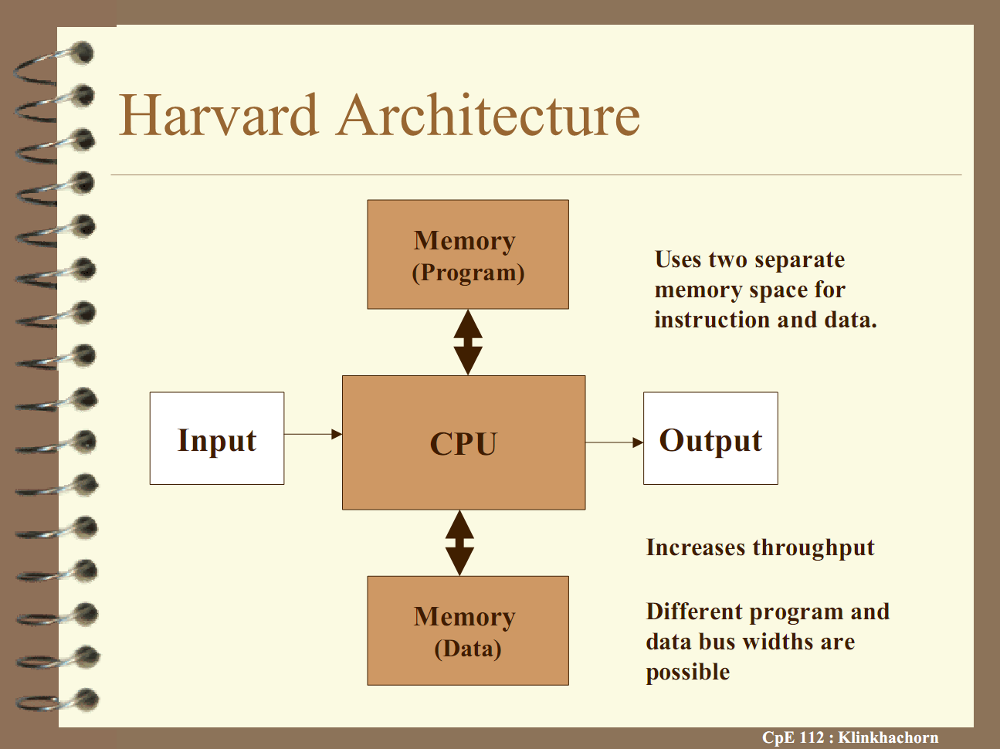 Harvard Architecture
Memory
(Program)
Uses two separate
memory space for
instruction and data.
Input
CPU
Output
Increases throughput
Memory
(Data)
Different program and
data bus widths are
possible
CpE 112 : Klinkhachorn